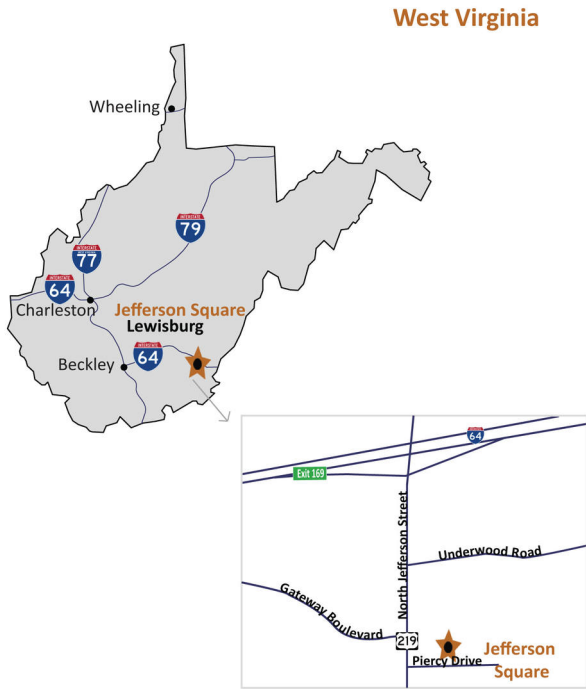 West Virginia
Wheeling
INTERSTATE
79
INTERSTATE
77
INTERSTATE
64
Charleston
Jefferson Square
Lewisburg
Beckley
INTERSTATE
64
64
Exit 169
North Jefferson Street
Underwood Road
Gateway Boulevard
219
Jefferson
Square
Piercy Drive